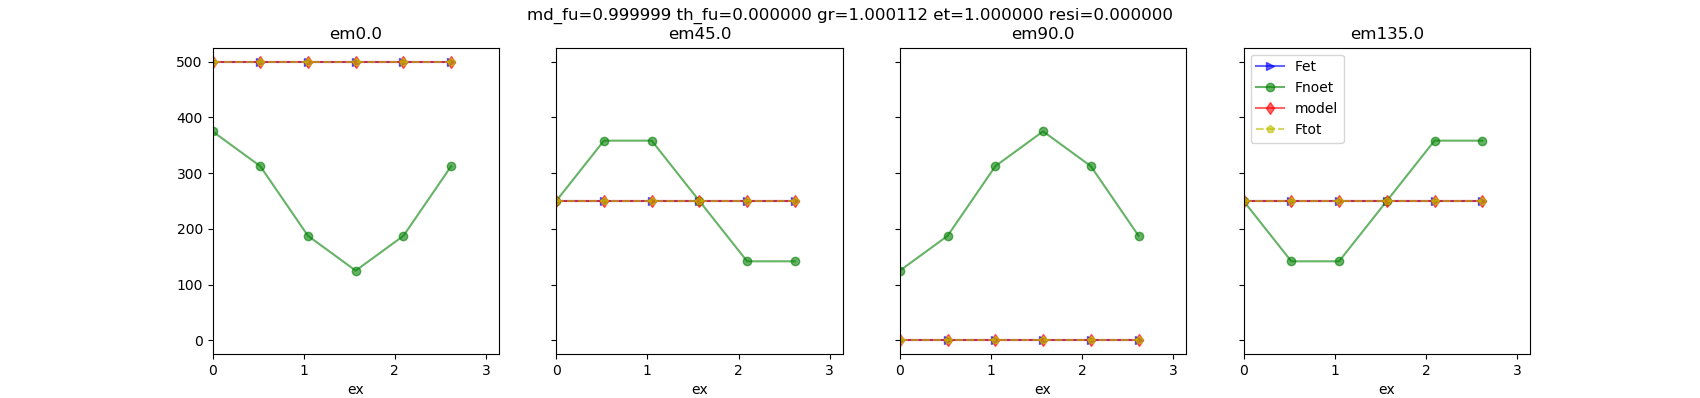 md_fu=0.999999 th_fu=0.000000 gr=1.000112 et=1.000000 resi=0.000000
em0.0
em45.0
em90.0
em135.0
500
400
300
200
100
0
Fet
Fnoet
model
Ftot
0 1 2 3
0 1 2 3
0 1 2 3
0 1 2 3
ex
ex
ex
ex